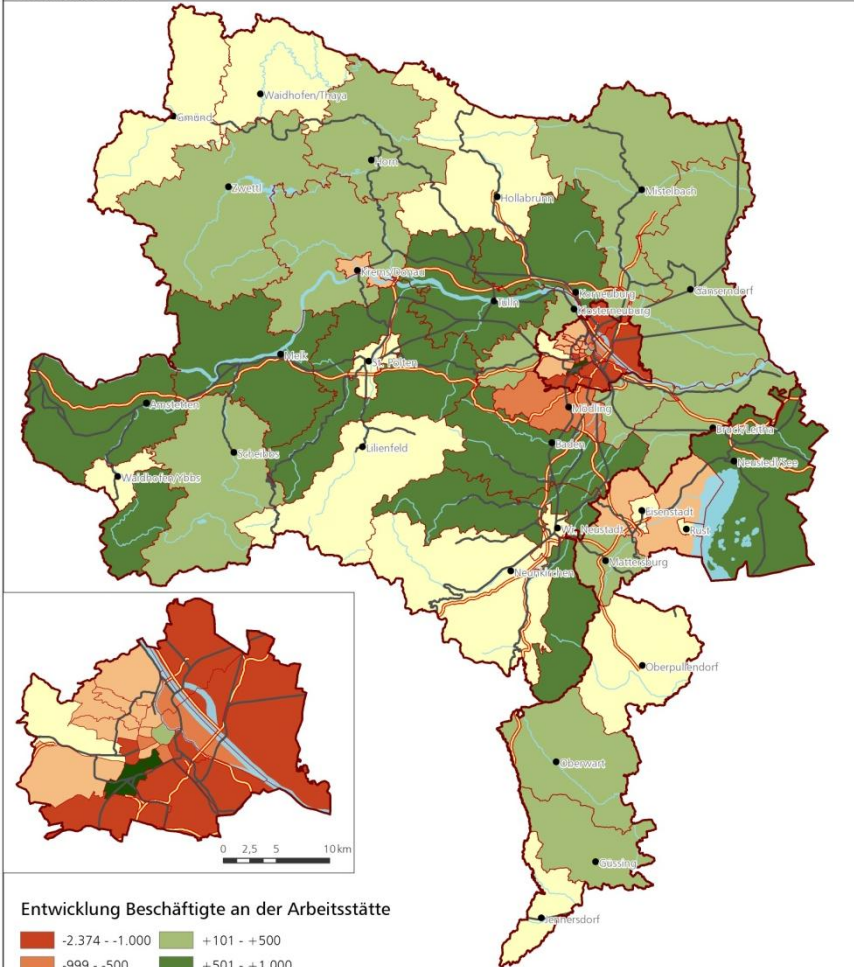 Waidhofen/Thaya
Gmünd
Horn
Zwettl
Mistelbach
Hollabrunn
Krems/Donau
Gänserndorf
Korneuburg
Tulln
Klosterneuburg
Melk
St. Pölten
Amstetten
Mödling
Bruch/Leitha
Baden
Lilienfeld
Scheibbs
Neusiedl/See
Waidhofen/Ybbs
Eisenstadt
Wr. Neustadt
Rust
Mattersburg
Neunkirchen
Oberpullendorf
Oberwart
0 2,5 5 10 km
Güssing
Jennersdorf
Entwicklung Beschäftigte an der Arbeitsstätte
-2.374 - -1.000 +101 - +500
-999 - -500 +501 - +1.000